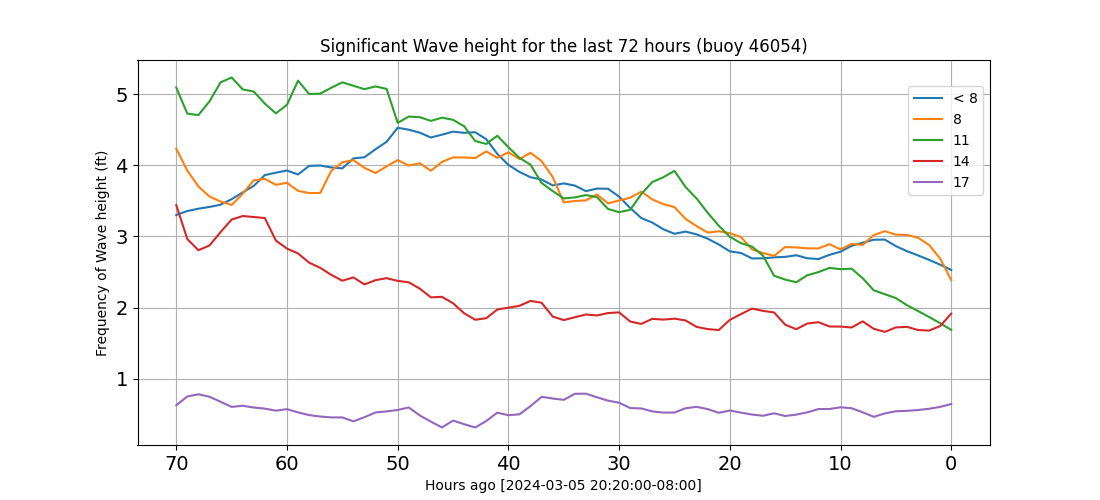 Significant Wave height for the last 72 hours (buoy 46054)
Frequency of Wave height (ft)
5
4
3
2
1
< 8
8
11
14
17
70 60 50 40 30 20 10 0
Hours ago [2024-03-05 20:20:00-08:00]